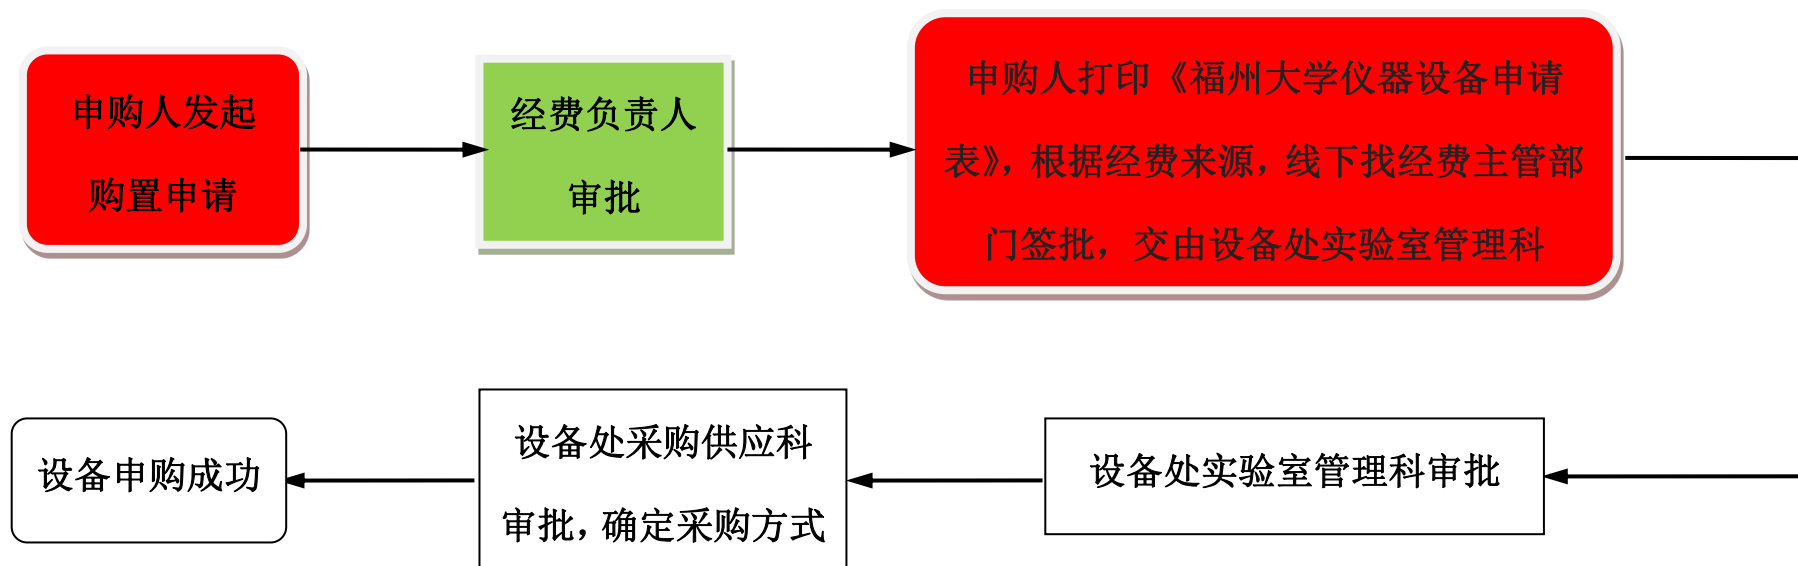 申购人发起
购置申请
经费负责人
审批
申购人打印《福州大学仪器设备申请
表》，根据经费来源，线下找经费主管部
门签批，交由设备处实验室管理科
设备处实验室管理科审批
设备处采购供应科
审批，确定采购方式
设备申购成功